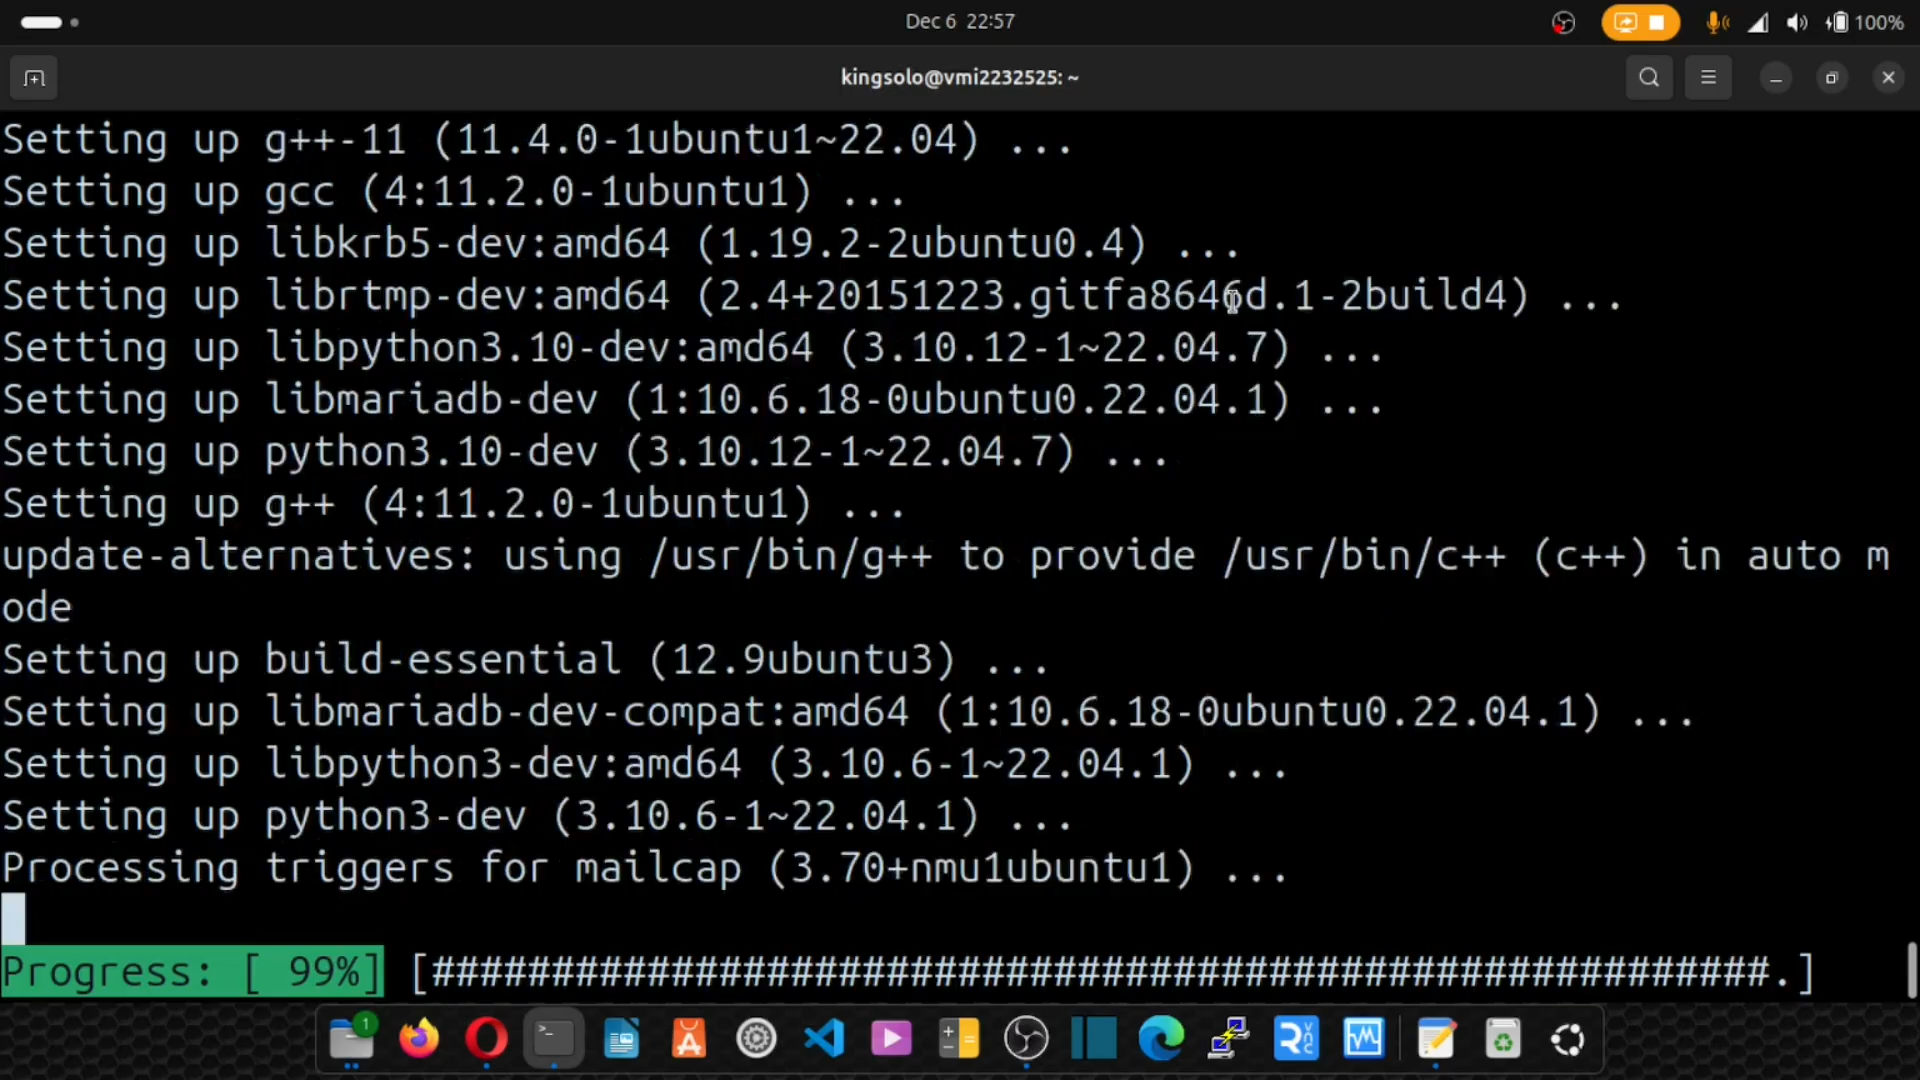 Dec 6 22:57
100%
kingsolo@vmi2232525: ~
Setting up g++-11 (11.4.0-1ubuntu1~22.04) ...
Setting up gcc (4:11.2.0-1ubuntu1) ...
Setting up libkrb5-dev:amd64 (1.19.2-2ubuntu0.4) ...
Setting up librtmp-dev:amd64 (2.4+20151223.gitfa8646d.1-2build4) ...
Setting up libpython3.10-dev:amd64 (3.10.12-1~22.04.7) ...
Setting up libmariadb-dev (1:10.6.18-0ubuntu0.22.04.1) ...
Setting up python3.10-dev (3.10.12-1~22.04.7) ...
Setting up g++ (4:11.2.0-1ubuntu1) ...
update-alternatives: using /usr/bin/g++ to provide /usr/bin/c++ (c++) in auto m
ode
Setting up build-essential (12.9ubuntu3) ...
Setting up libmariadb-dev-compat:amd64 (1:10.6.18-0ubuntu0.22.04.1) ...
Setting up libpython3-dev:amd64 (3.10.6-1~22.04.1) ...
Setting up python3-dev (3.10.6-1~22.04.1) ...
Processing triggers for mailcap (3.70+nmu1ubuntu1) ...
Progress: [ 99%] [########################################################.]
1